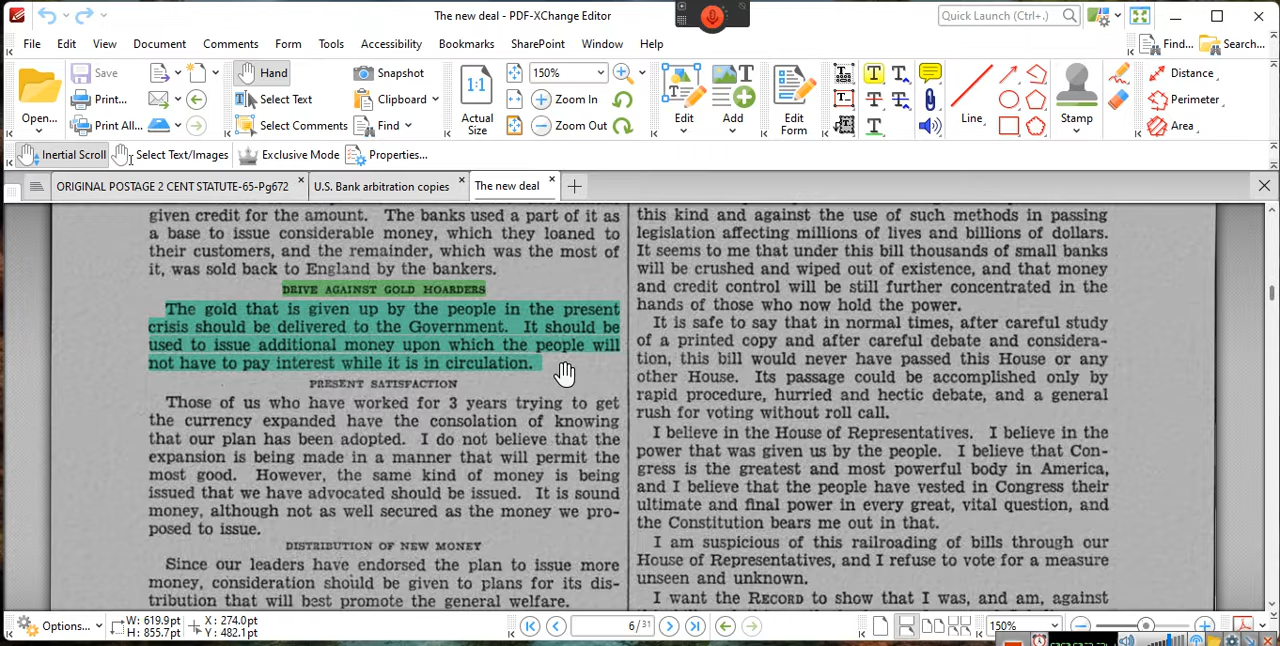 The new deal - PDF-XChange Editor
Quick Launch (Ctrl+.)
File Edit View Document Comments Form Tools Accessibility Bookmarks SharePoint Window Help
Find... Search...
Save
Print...
Print All...
Open...
Hand
Select Text
Select Comments
Snapshot
Clipboard
Find
1:1
Actual
Size
150%
Zoom In
Zoom Out
Edit
Add
Edit
Form
Line
Stamp
Distance
Perimeter
Area
Inertial Scroll Select Text/Images Exclusive Mode Properties...
ORIGINAL POSTAGE 2 CENT STATUTE-65-Pg672 U.S. Bank arbitration copies The new deal
given credit for the amount. The banks used a part of it as
a base to issue considerable money, which they loaned to
their customers, and the remainder, which was the most of
it, was sold back to England by the bankers.
DRIVE AGAINST GOLD HOARDERS
The gold that is given up by the people in the present
crisis should be delivered to the Government. It should be
used to issue additional money upon which the people will
not have to pay interest while it is in circulation.
PRESENT SATISFACTION
Those of us who have worked for 3 years trying to get
the currency expanded have the consolation of knowing
that our plan has been adopted. I do not believe that the
expansion is being made in a manner that will permit the
most good. However, the same kind of money is being
issued that we have advocated should be issued. It is sound
money, although not as well secured as the money we pro-
posed to issue.
DISTRIBUTION OF NEW MONEY
Since our leaders have endorsed the plan to issue more
money, consideration should be given to plans for its dis-
tribution that will best promote the general welfare.
this kind and against the use of such methods in passing
legislation affecting millions of lives and billions of dollars.
It seems to me that under this bill thousands of small banks
will be crushed and wiped out of existence, and that money
and credit control will be still further concentrated in the
hands of those who now hold the power.
It is safe to say that in normal times, after careful study
of a printed copy and after careful debate and considera-
tion, this bill would never have passed this House or any
other House. Its passage could be accomplished only by
rapid procedure, hurried and hectic debate, and a general
rush for voting without roll call.
I believe in the House of Representatives. I believe in the
power that was given us by the people. I believe that Con-
gress is the greatest and most powerful body in America,
and I believe that the people have vested in Congress their
ultimate and final power in every great, vital question, and
the Constitution bears me out in that.
I am suspicious of this railroading of bills through our
House of Representatives, and I refuse to vote for a measure
unseen and unknown.
I want the RECORD to show that I was, and am, against
Options...
W: 619.9pt
H: 855.7pt
X: 274.0pt
Y: 482.1pt
6/31
150%